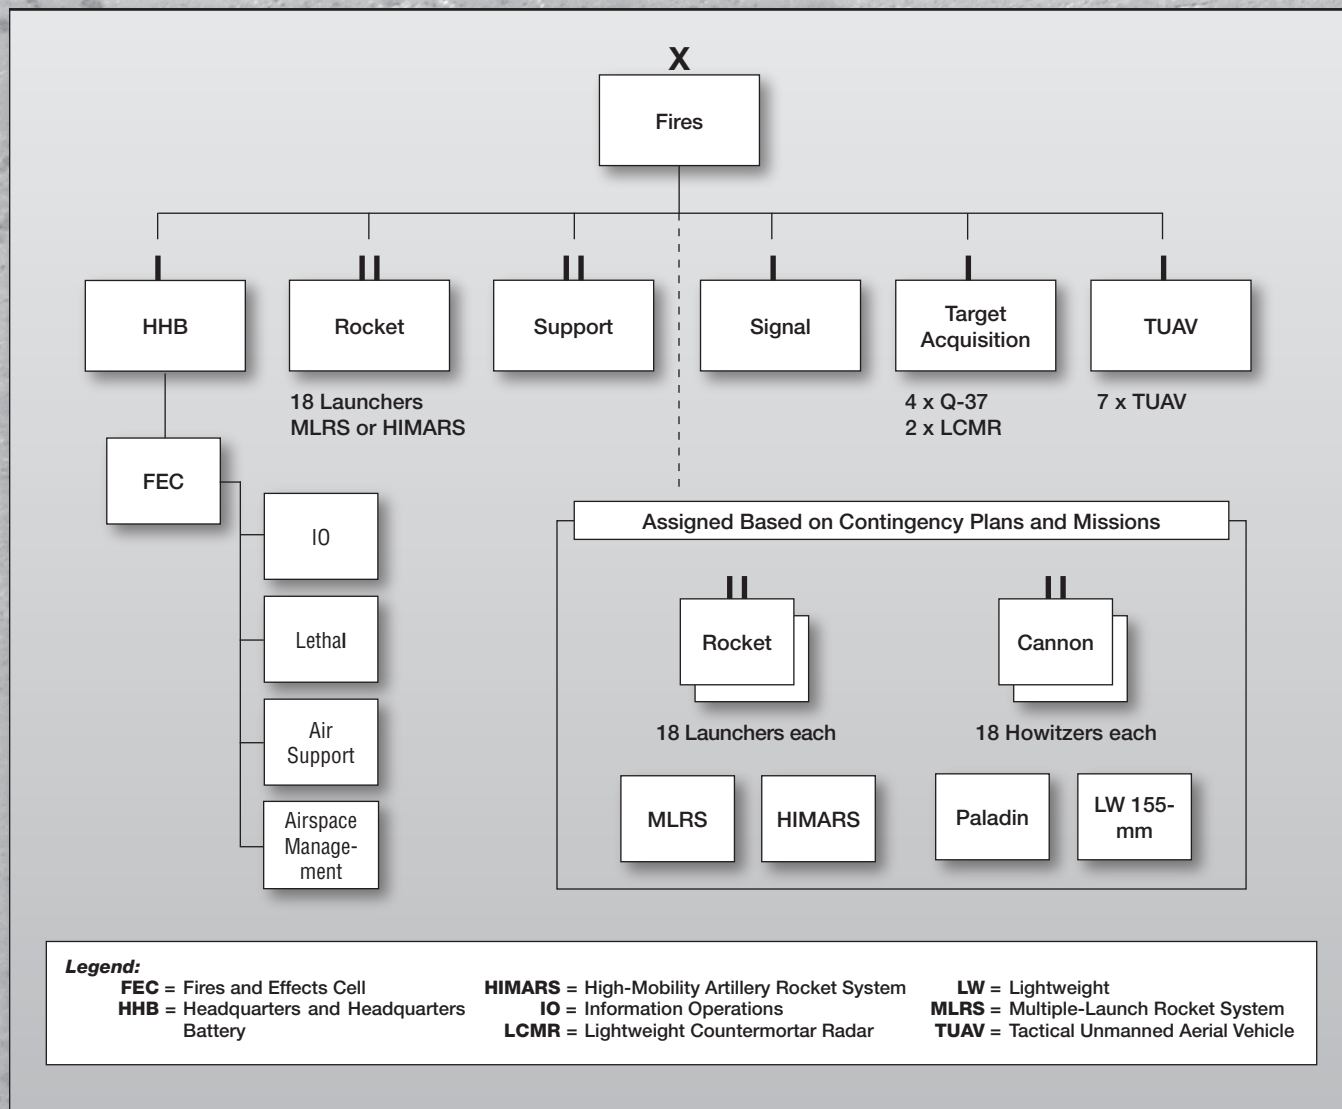 X
Fires
HHB
Rocket
Support
Signal
Target
Acquisition
TUAV
18 Launchers
MLRS or HIMARS
4 x Q-37
2 x LCMR
7 x TUAV
FEC
IO
Lethal
Air
Support
Airspace
Manage-
ment
Assigned Based on Contingency Plans and Missions
Rocket
Cannon
18 Launchers each
18 Howitzers each
MLRS
HIMARS
Paladin
LW 155-
mm
Legend:
FEC = Fires and Effects Cell
HHB = Headquarters and Headquarters
Battery
HIMARS = High-Mobility Artillery Rocket System
IO = Information Operations
LCMR = Lightweight Countermortar Radar
LW = Lightweight
MLRS = Multiple-Launch Rocket System
TUAV = Tactical Unmanned Aerial Vehicle